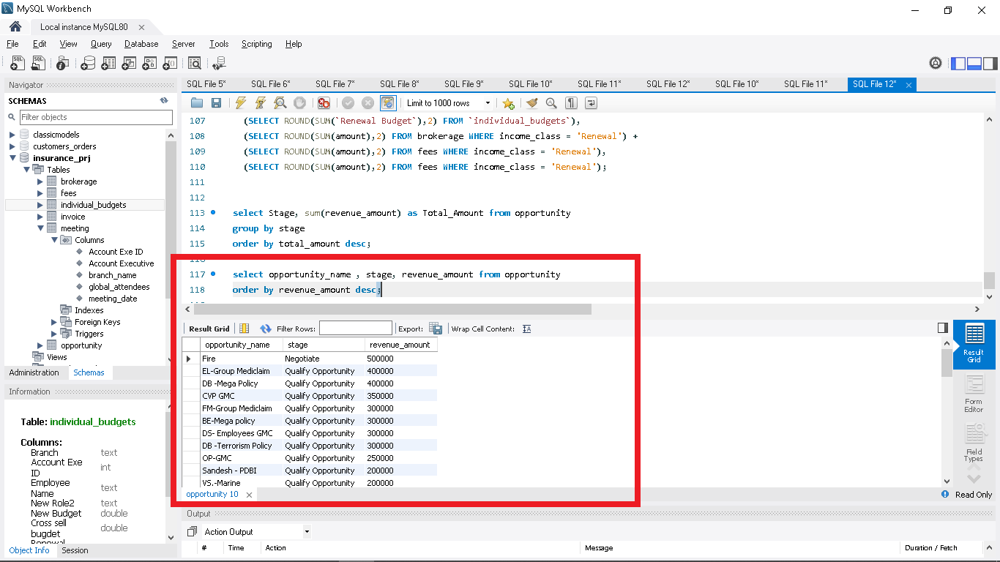 MySQL Workbench
Local instance MySQL80
File Edit View Query Database Server Tools Scripting Help
Navigator
SCHEMAS
Filter objects
classicmodels
customers_orders
insurance_prj
Tables
brokerage
fees
individual_budgets
invoice
meeting
Columns
Account Exe ID
Account Executive
branch_name
global_attendees
meeting_date
Indexes
Foreign Keys
Triggers
opportunity
Views
Administration Schemas
Information
Table: individual_budgets
Columns:
Branch text
Account Exe ID int
Employee Name text
New Role2 text
New Budget double
Cross sell bugdet double
Renewal
Object Info Session
SQL File 5* SQL File 6* SQL File 7* SQL File 8* SQL File 9* SQL File 10* SQL File 11* SQL File 12* SQL File 10* SQL File 11* SQL File 12*
Limit to 1000 rows
107 (SELECT ROUND(SUM(`Renewal Budget`),2) FROM `individual_budgets`),
108 (SELECT ROUND(SUM(amount),2) FROM brokerage WHERE income_class = 'Renewal') +
109 (SELECT ROUND(SUM(amount),2) FROM fees WHERE income_class = 'Renewal'),
110 (SELECT ROUND(SUM(amount),2) FROM fees WHERE income_class = 'Renewal');
111
112
113 select Stage, sum(revenue_amount) as Total_Amount from opportunity
114 group by stage
115 order by total_amount desc;
116
117 select opportunity_name , stage, revenue_amount from opportunity
118 order by revenue_amount desc;
Result Grid Filter Rows: Export: Wrap Cell Content: IA
opportunity_name stage revenue_amount
Fire Negotiate 500000
EL-Group Mediclaim Qualify Opportunity 400000
DB -Mega Policy Qualify Opportunity 400000
CVP GMC Qualify Opportunity 350000
FM-Group Mediclaim Qualify Opportunity 300000
BE-Mega policy Qualify Opportunity 300000
DS- Employees GMC Qualify Opportunity 300000
DB -Terrorism Policy Qualify Opportunity 300000
OP-GMC Qualify Opportunity 250000
Sandesh - PDBI Qualify Opportunity 200000
VS.-Marine Qualify Opportunity 200000
opportunity 10
Result Grid
Form Editor
Field Types
Read Only
Output
Action Output
# Time Action Message Duration / Fetch